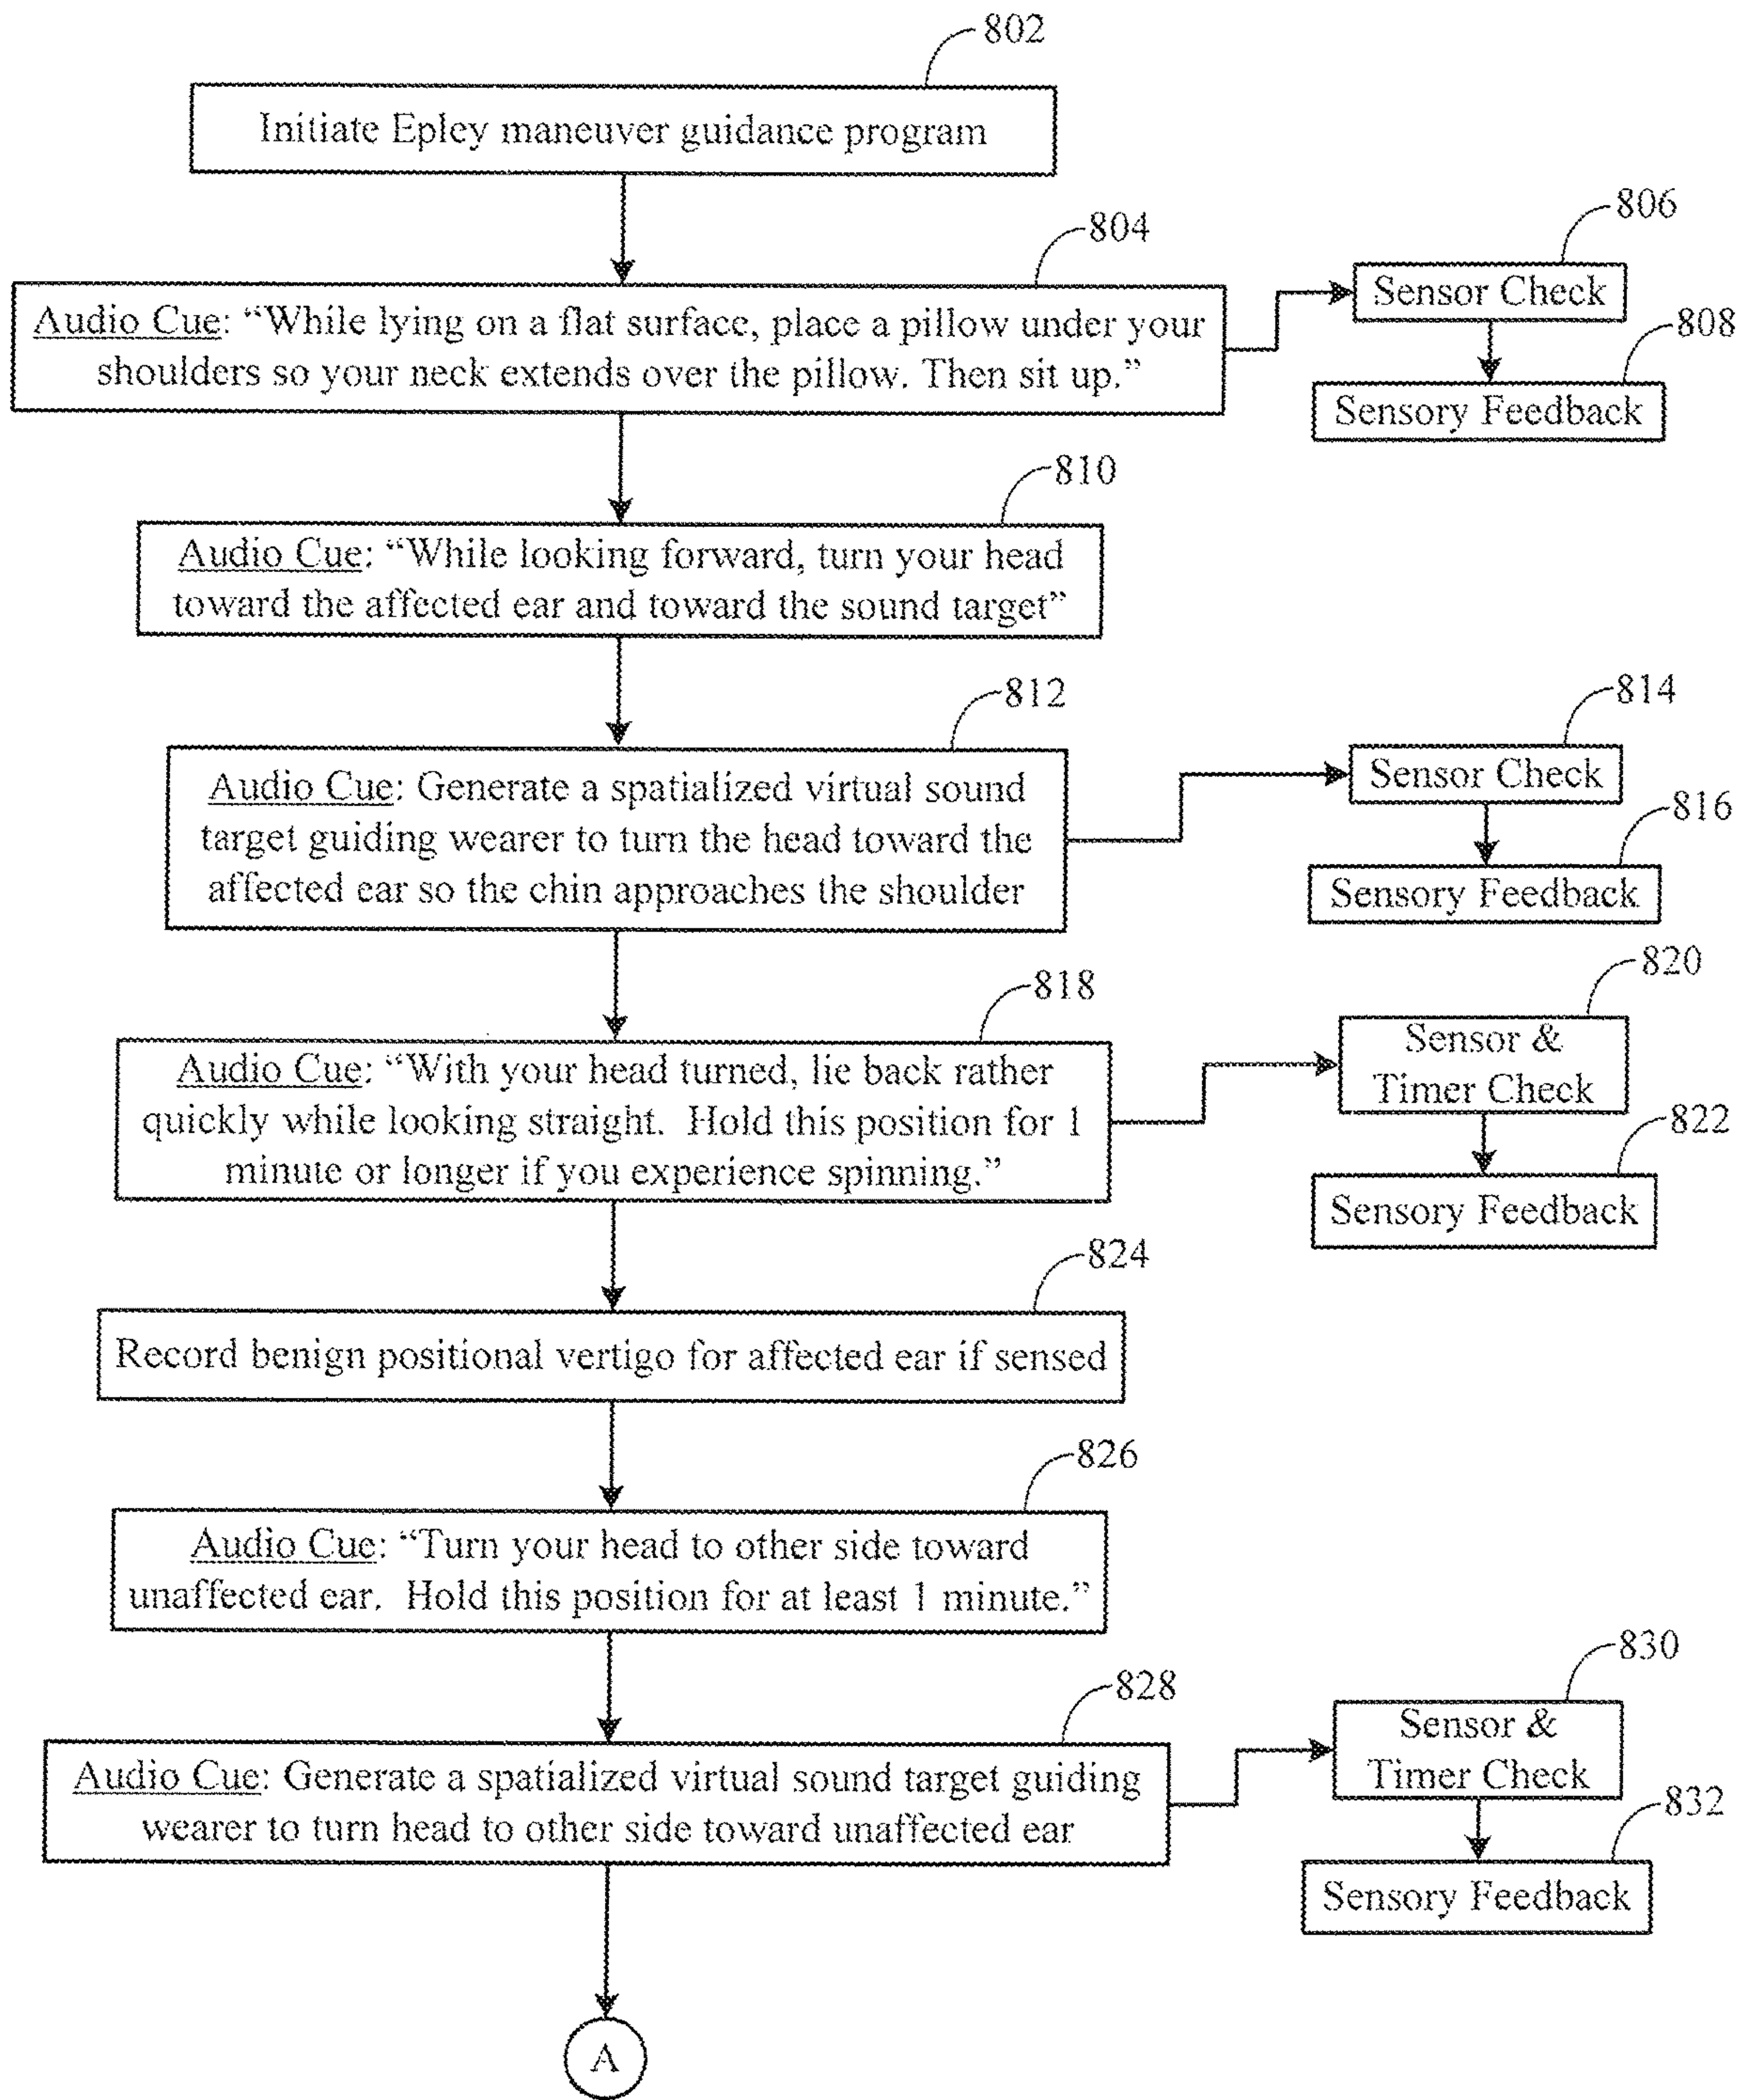 802
Initiate Epley maneuver guidance program
804
Audio Cue: “While lying on a flat surface, place a pillow under your
shoulders so your neck extends over the pillow. Then sit up.”
806
Sensor Check
808
Sensory Feedback
810
Audio Cue: “While looking forward, turn your head
toward the affected ear and toward the sound target”
812
Audio Cue: Generate a spatialized virtual sound
target guiding wearer to turn the head toward the
affected ear so the chin approaches the shoulder
814
Sensor Check
816
Sensory Feedback
818
Audio Cue: “With your head turned, lie back rather
quickly while looking straight.  Hold this position for 1
minute or longer if you experience spinning.”
820
Sensor &
Timer Check
822
Sensory Feedback
824
Record benign positional vertigo for affected ear if sensed
826
Audio Cue: “Turn your head to other side toward
unaffected ear.  Hold this position for at least 1 minute.”
828
Audio Cue: Generate a spatialized virtual sound target guiding
wearer to turn head to other side toward unaffected ear
830
Sensor &
Timer Check
832
Sensory Feedback
A